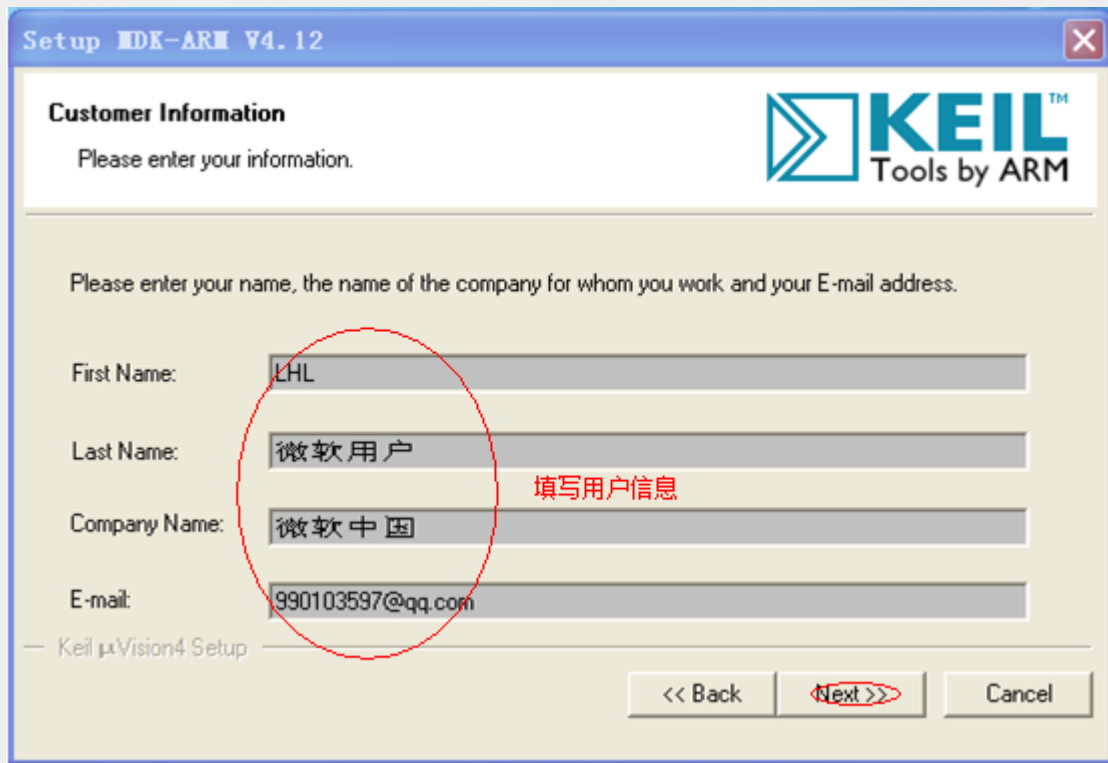 Setup MDK-ARM V4.12
Customer Information
Please enter your information.
KEIL™
Tools by ARM
Please enter your name, the name of the company for whom you work and your E-mail address.
First Name: LHL
Last Name: 微软用户
填写用户信息
Company Name: 微软中国
E-mail: 990103597@qq.com
Keil µVision4 Setup
<< Back Next >> Cancel